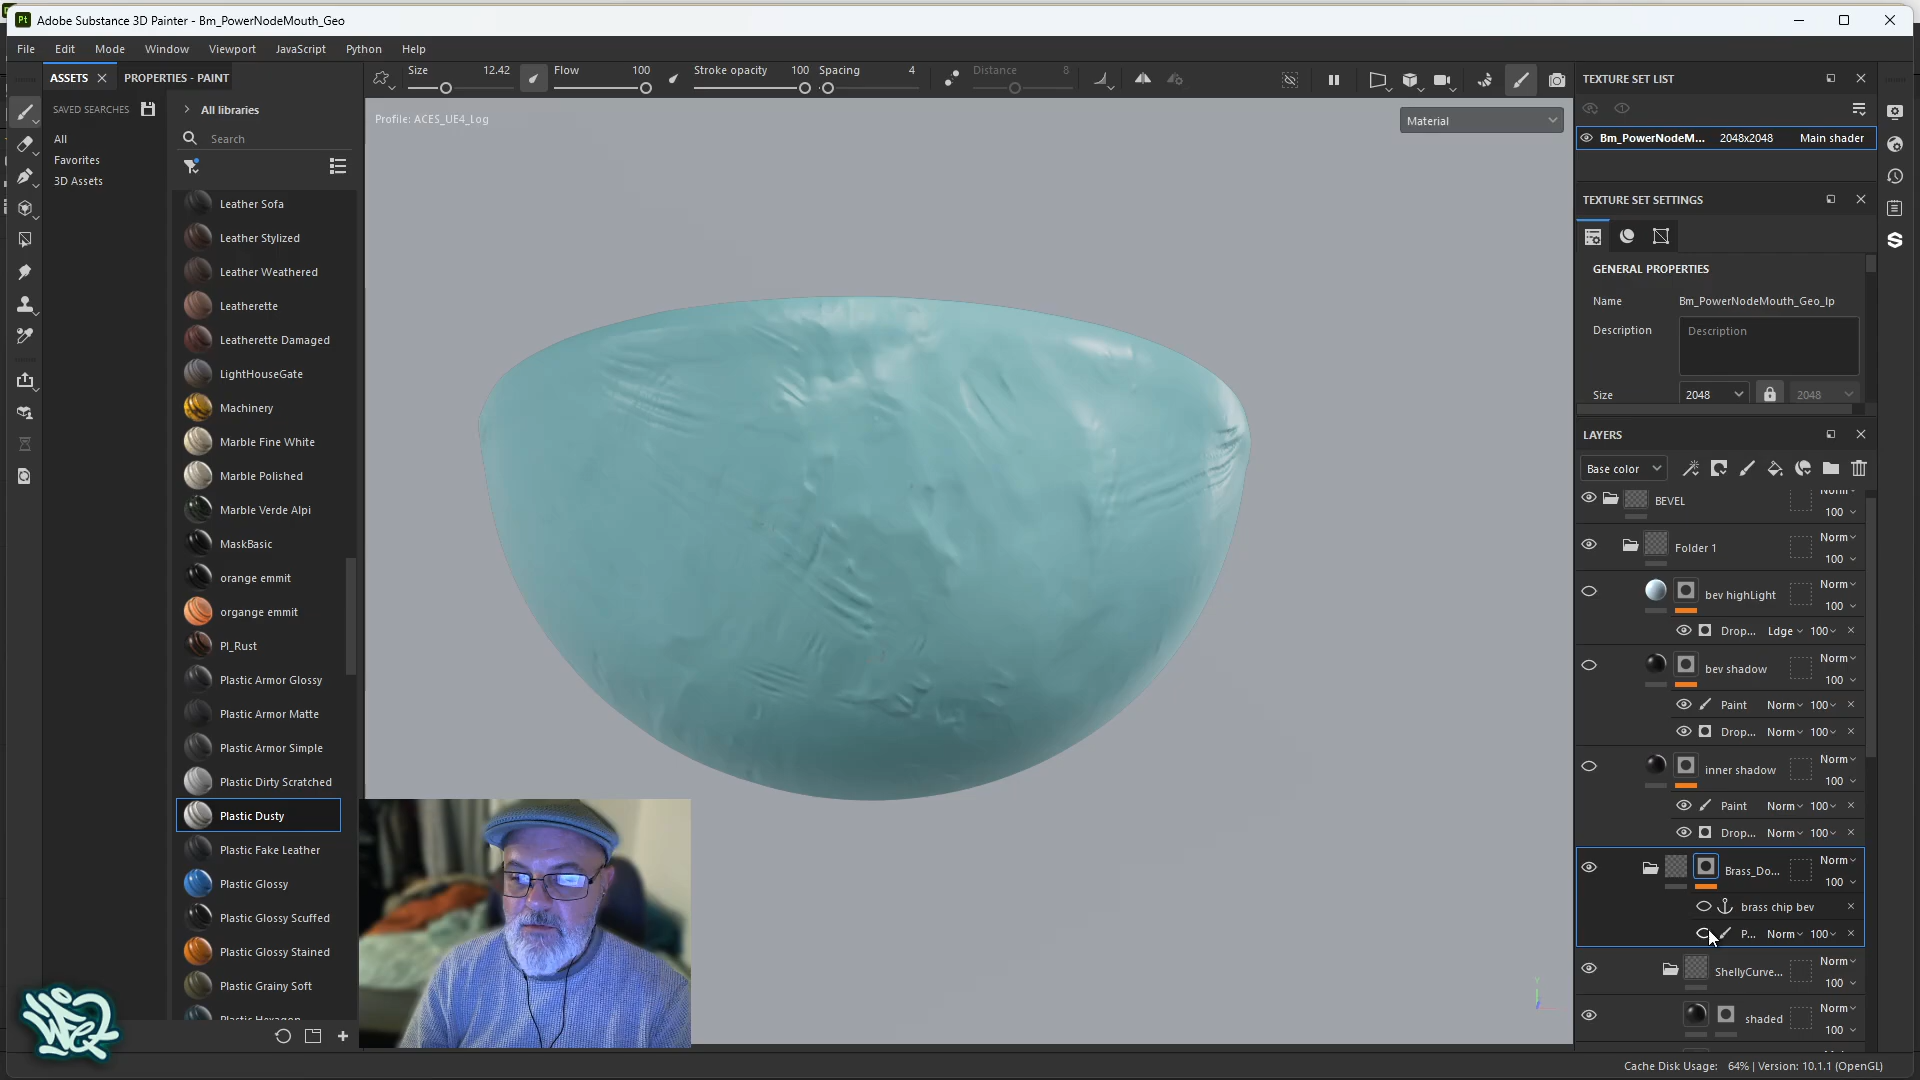 Adobe Substance 3D Painter - Bm_PowerNodeMouth_Geo
File Edit Mode Window Viewport JavaScript Python Help
ASSETS PROPERTIES - PAINT
Size 12.42 Flow 100 Stroke opacity 100 Spacing 4 Distance 8
SAVED SEARCHES
All
Favorites
3D Assets
All libraries
Search
Leather Sofa
Leather Stylized
Leather Weathered
Leatherette
Leatherette Damaged
LightHouseGate
Machinery
Marble Fine White
Marble Polished
Marble Verde Alpi
MaskBasic
orange emmit
organge emmit
Pl_Rust
Plastic Armor Glossy
Plastic Armor Matte
Plastic Armor Simple
Plastic Dirty Scratched
Plastic Dusty
Plastic Fake Leather
Plastic Glossy
Plastic Glossy Scuffed
Plastic Glossy Stained
Plastic Grainy Soft
Plastic Hexagon
Profile: ACES_UE4_Log
Material
TEXTURE SET LIST
Bm_PowerNodeM... 2048x2048 Main shader
TEXTURE SET SETTINGS
GENERAL PROPERTIES
Name Bm_PowerNodeMouth_Geo_lp
Description Description
Size 2048 2048
LAYERS
Base color
BEVEL Norm 100
Folder 1 Norm 100
bev highLight Norm 100
Drop... Ldge 100
bev shadow Norm 100
Paint Norm 100
Drop... Norm 100
inner shadow Norm 100
Paint Norm 100
Drop... Norm 100
Brass_Do... Norm 100
brass chip bev
P... Norm 100
ShellyCurve... Norm 100
shaded Norm 100
Cache Disk Usage: 64% | Version: 10.1.1 (OpenGL)